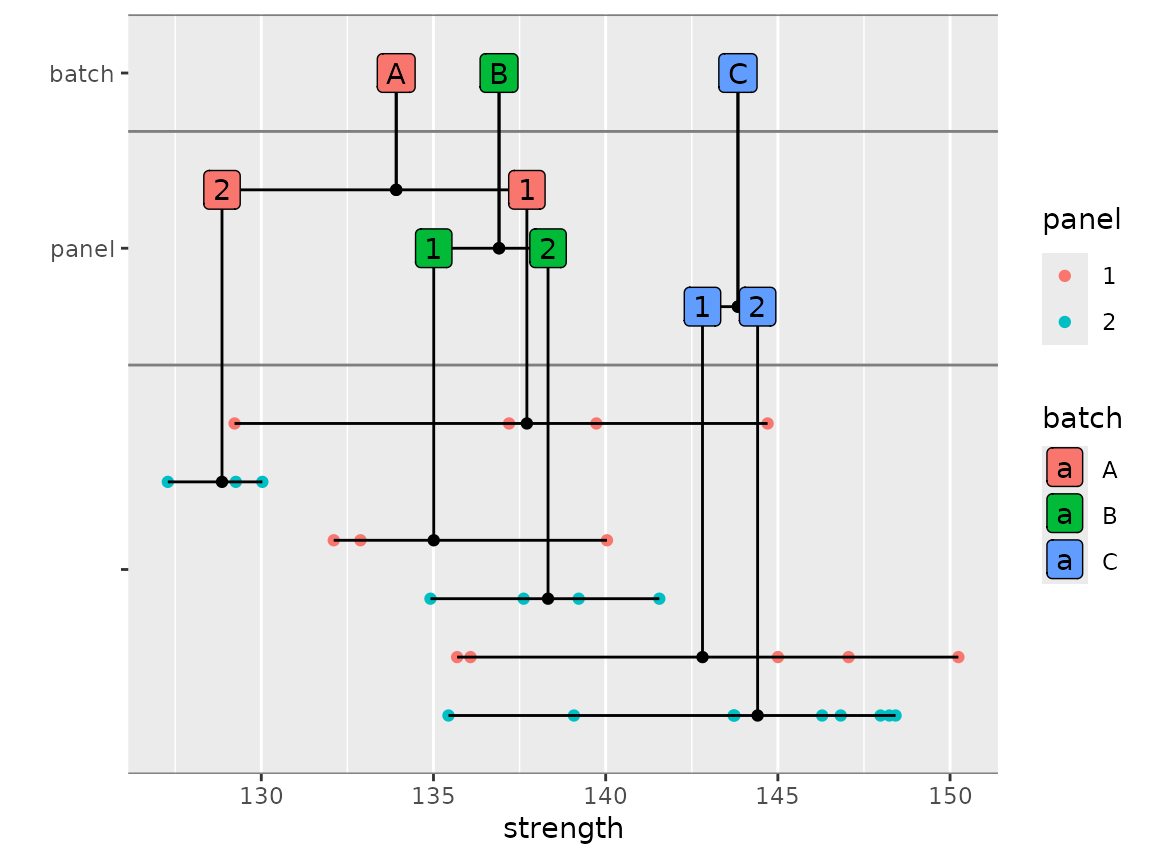 batch
A B C
2 1
panel
1 2
1 2
130 135 140 145 150
strength
panel
1
2
batch
a A
a B
a C